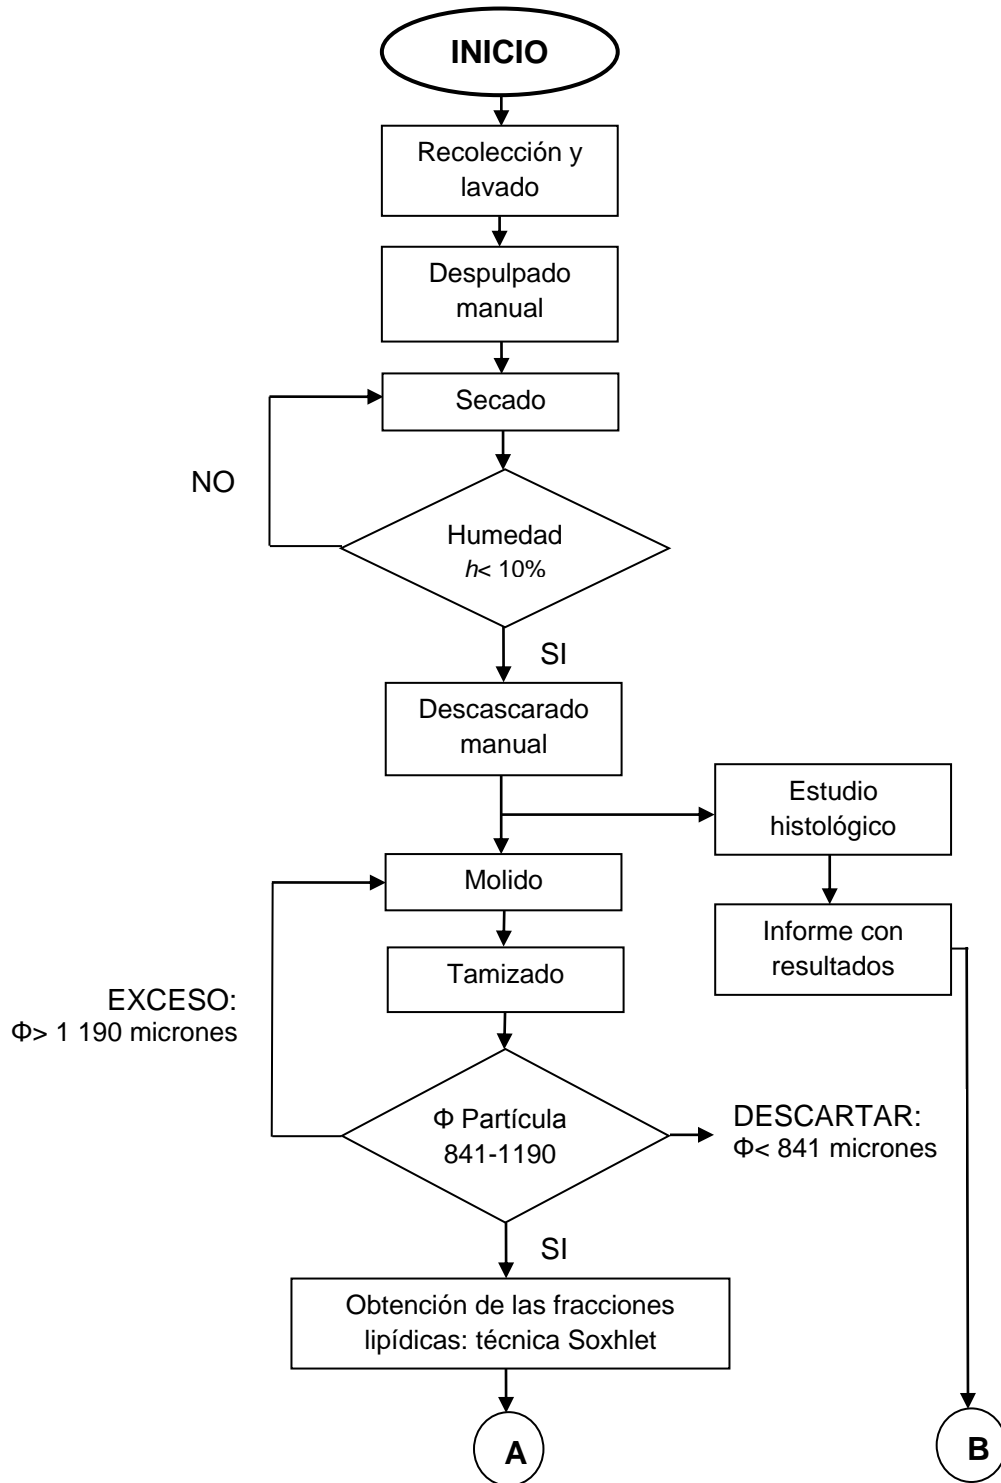 INICIO
Recolección y
lavado
Despulpado
manual
Secado
NO
Humedad
h< 10%
SI
Descascarado
manual
Estudio
histológico
Molido
Informe con
resultados
Tamizado
EXCESO:
Φ> 1 190 micrones
Φ Partícula
841-1190
DESCARTAR:
Φ< 841 micrones
SI
Obtención de las fracciones
lipídicas: técnica Soxhlet
A
B